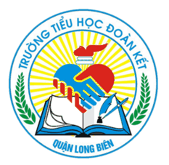 TRƯỜNG TIỂU HỌC ĐOÀN KẾT
QUẬN LONG BIÊN